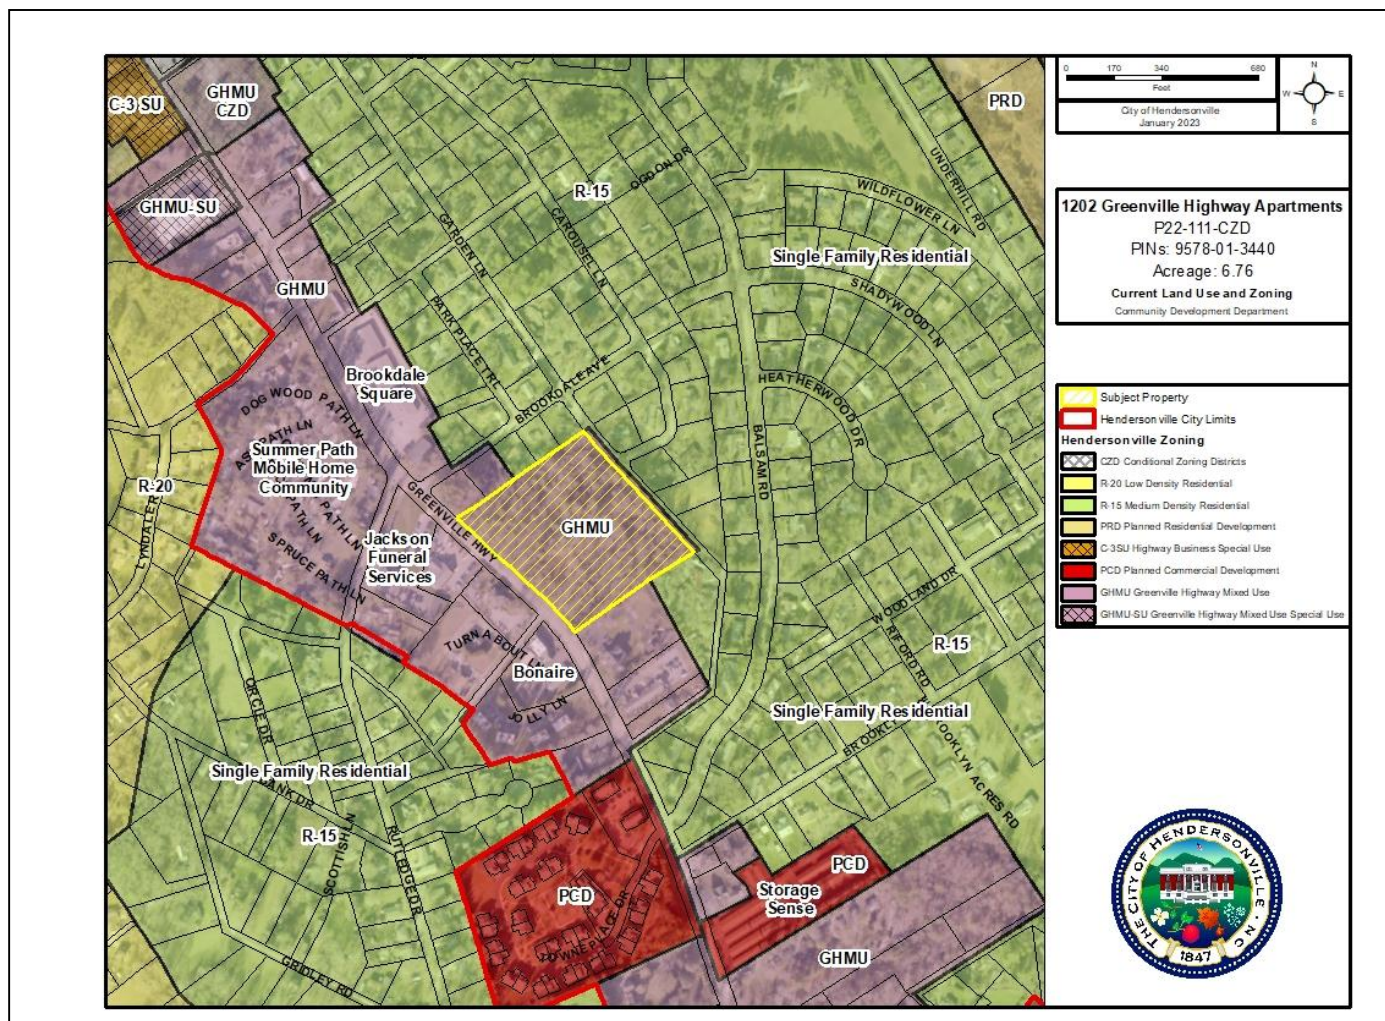 C-3 SU
GHMU
CZD
GHMU-SU
GHMU
R-15
PRD
OGDON DR
UNDERHILL RD
WILDFLOWER LN
GARDEN LN
CAROUSEL LN
Single Family Residential
SHADYWOOD LN
PARK PLACE TRL
BROOKDALE AVE
HEATHERWOOD DR
BALSAM RD
Brookdale
Square
DOGWOOD PATH LN
Summer Path
Mobile Home
Community
R-20
SPRUCE PATH LN
Jackson
Funeral
Services
GREENVILLE HWY
GHMU
WOODLAND DR
RIFORD RD
R-15
TURNABOUT LN
Bonaire
JOLLY LN
Single Family Residential
BROOKLYN ACRES RD
Single Family Residential
R-15
SCOTTISH LN
RUTLEDGE DR
GRIDLEY RD
PCD
TOWNE PLACE DR
PCD
Storage
Sense
GHMU
0 170 340 680
Feet
N
W E
S
City of Hendersonville
January 2023
1202 Greenville Highway Apartments
P22-111-CZD
PINs: 9578-01-3440
Acreage: 6.76
Current Land Use and Zoning
Community Development Department
Subject Property
Hendersonville City Limits
Hendersonville Zoning
CZD Conditional Zoning Districts
R-20 Low Density Residential
R-15 Medium Density Residential
PRD Planned Residential Development
C-3SU Highway Business Special Use
PCD Planned Commercial Development
GHMU Greenville Highway Mixed Use
GHMU-SU Greenville Highway Mixed Use Special Use
THE CITY OF HENDERSONVILLE • NC
1847